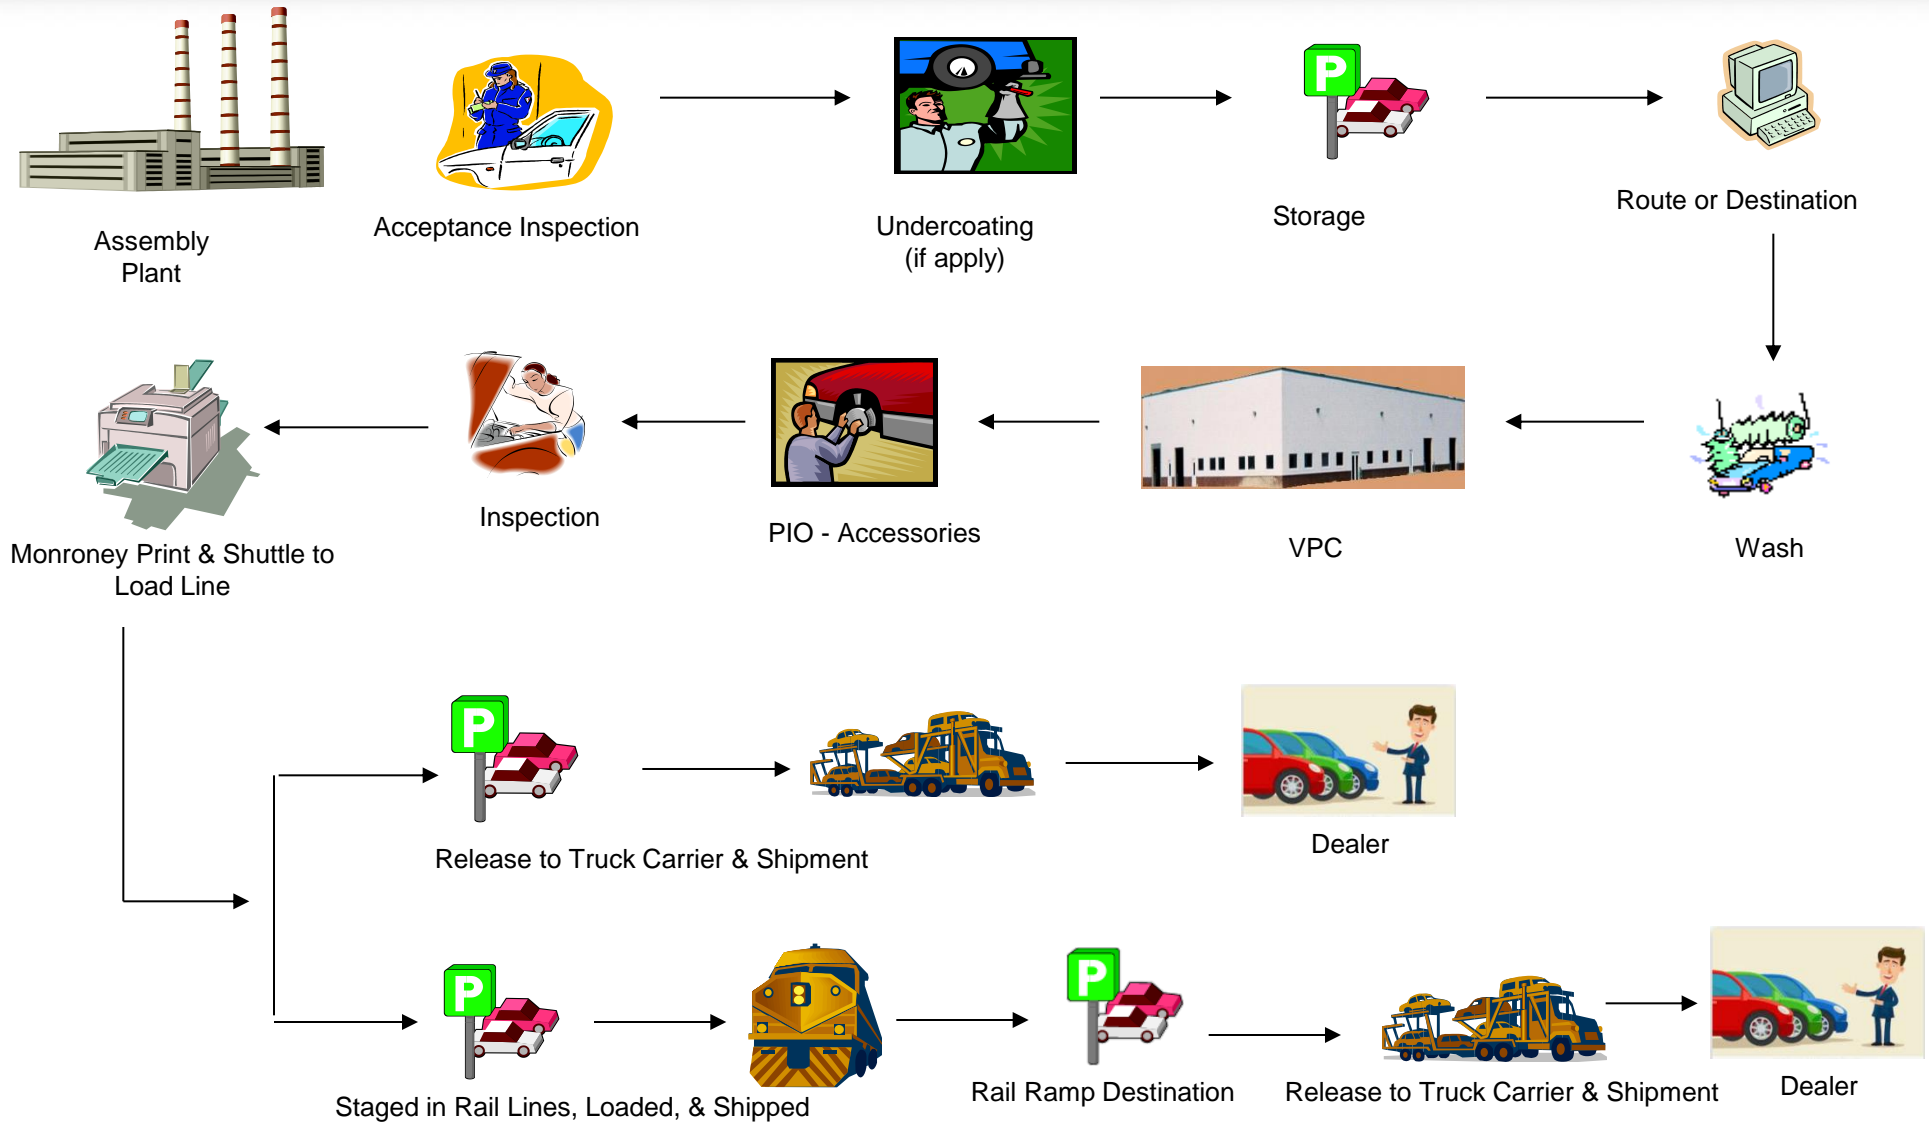 Assembly
Plant
Acceptance Inspection
Undercoating
(if apply)
P
Storage
Route or Destination
Monroney Print & Shuttle to
Load Line
Inspection
PIO - Accessories
VPC
Wash
P
Release to Truck Carrier & Shipment
Dealer
P
Staged in Rail Lines, Loaded, & Shipped
P
Rail Ramp Destination
Release to Truck Carrier & Shipment
Dealer